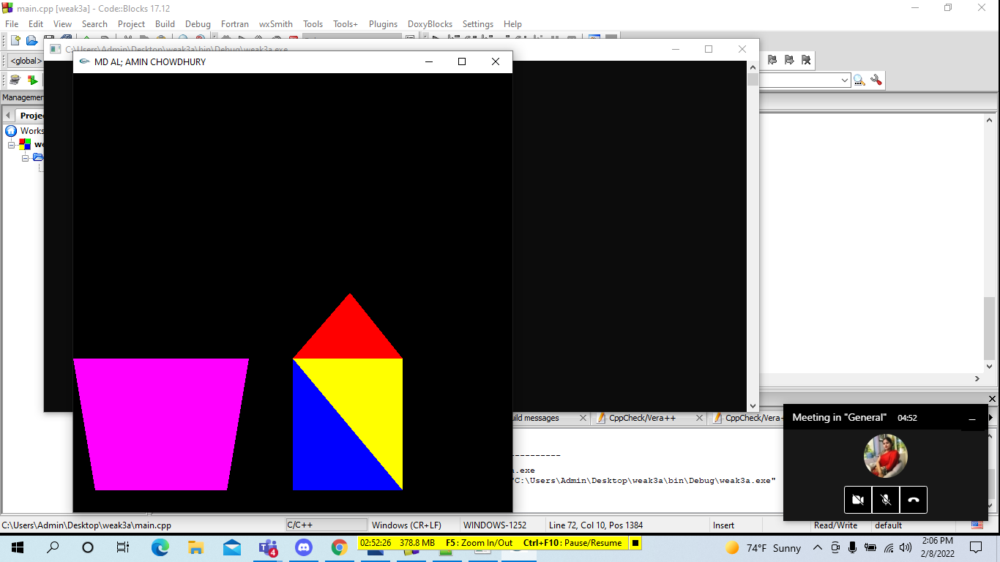 main.cpp [weak3a] - Code::Blocks 17.12
File Edit View Search Project Build Debug Fortran wxSmith Tools Tools+ Plugins DoxyBlocks Settings Help
C:\Users\Admin\Desktop\weak3a\bin\Debug\weak3a.exe
<global>
MD AL; AMIN CHOWDHURY
Management
Works
build messages CppCheck/Vera++ CppCheck/Vera
----------
.exe
"C:\Users\Admin\Desktop\weak3a\bin\Debug\weak3a.exe"
Meeting in "General" 04:52
C:\Users\Admin\Desktop\weak3a\main.cpp C/C++ Windows (CR+LF) WINDOWS-1252 Line 72, Col 10, Pos 1384 Insert Read/Write default
02:52:26 378.8 MB F5: Zoom In/Out Ctrl+F10: Pause/Resume
4
74°F Sunny
2:06 PM
2/8/2022